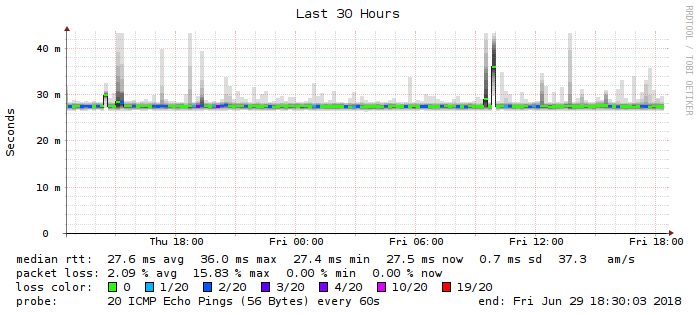 Last 30 Hours
RRDTOOL / TOBI OETIKER
Seconds
40 m
30 m
20 m
10 m
0
Thu 18:00 Fri 00:00 Fri 06:00 Fri 12:00 Fri 18:00
median rtt: 27.6 ms avg 36.0 ms max 27.4 ms min 27.5 ms now 0.7 ms sd 37.3 am/s
packet loss: 2.09 % avg 15.83 % max 0.00 % min 0.00 % now
loss color: 0 1/20 2/20 3/20 4/20 10/20 19/20
probe: 20 ICMP Echo Pings (56 Bytes) every 60s end: Fri Jun 29 18:30:03 2018